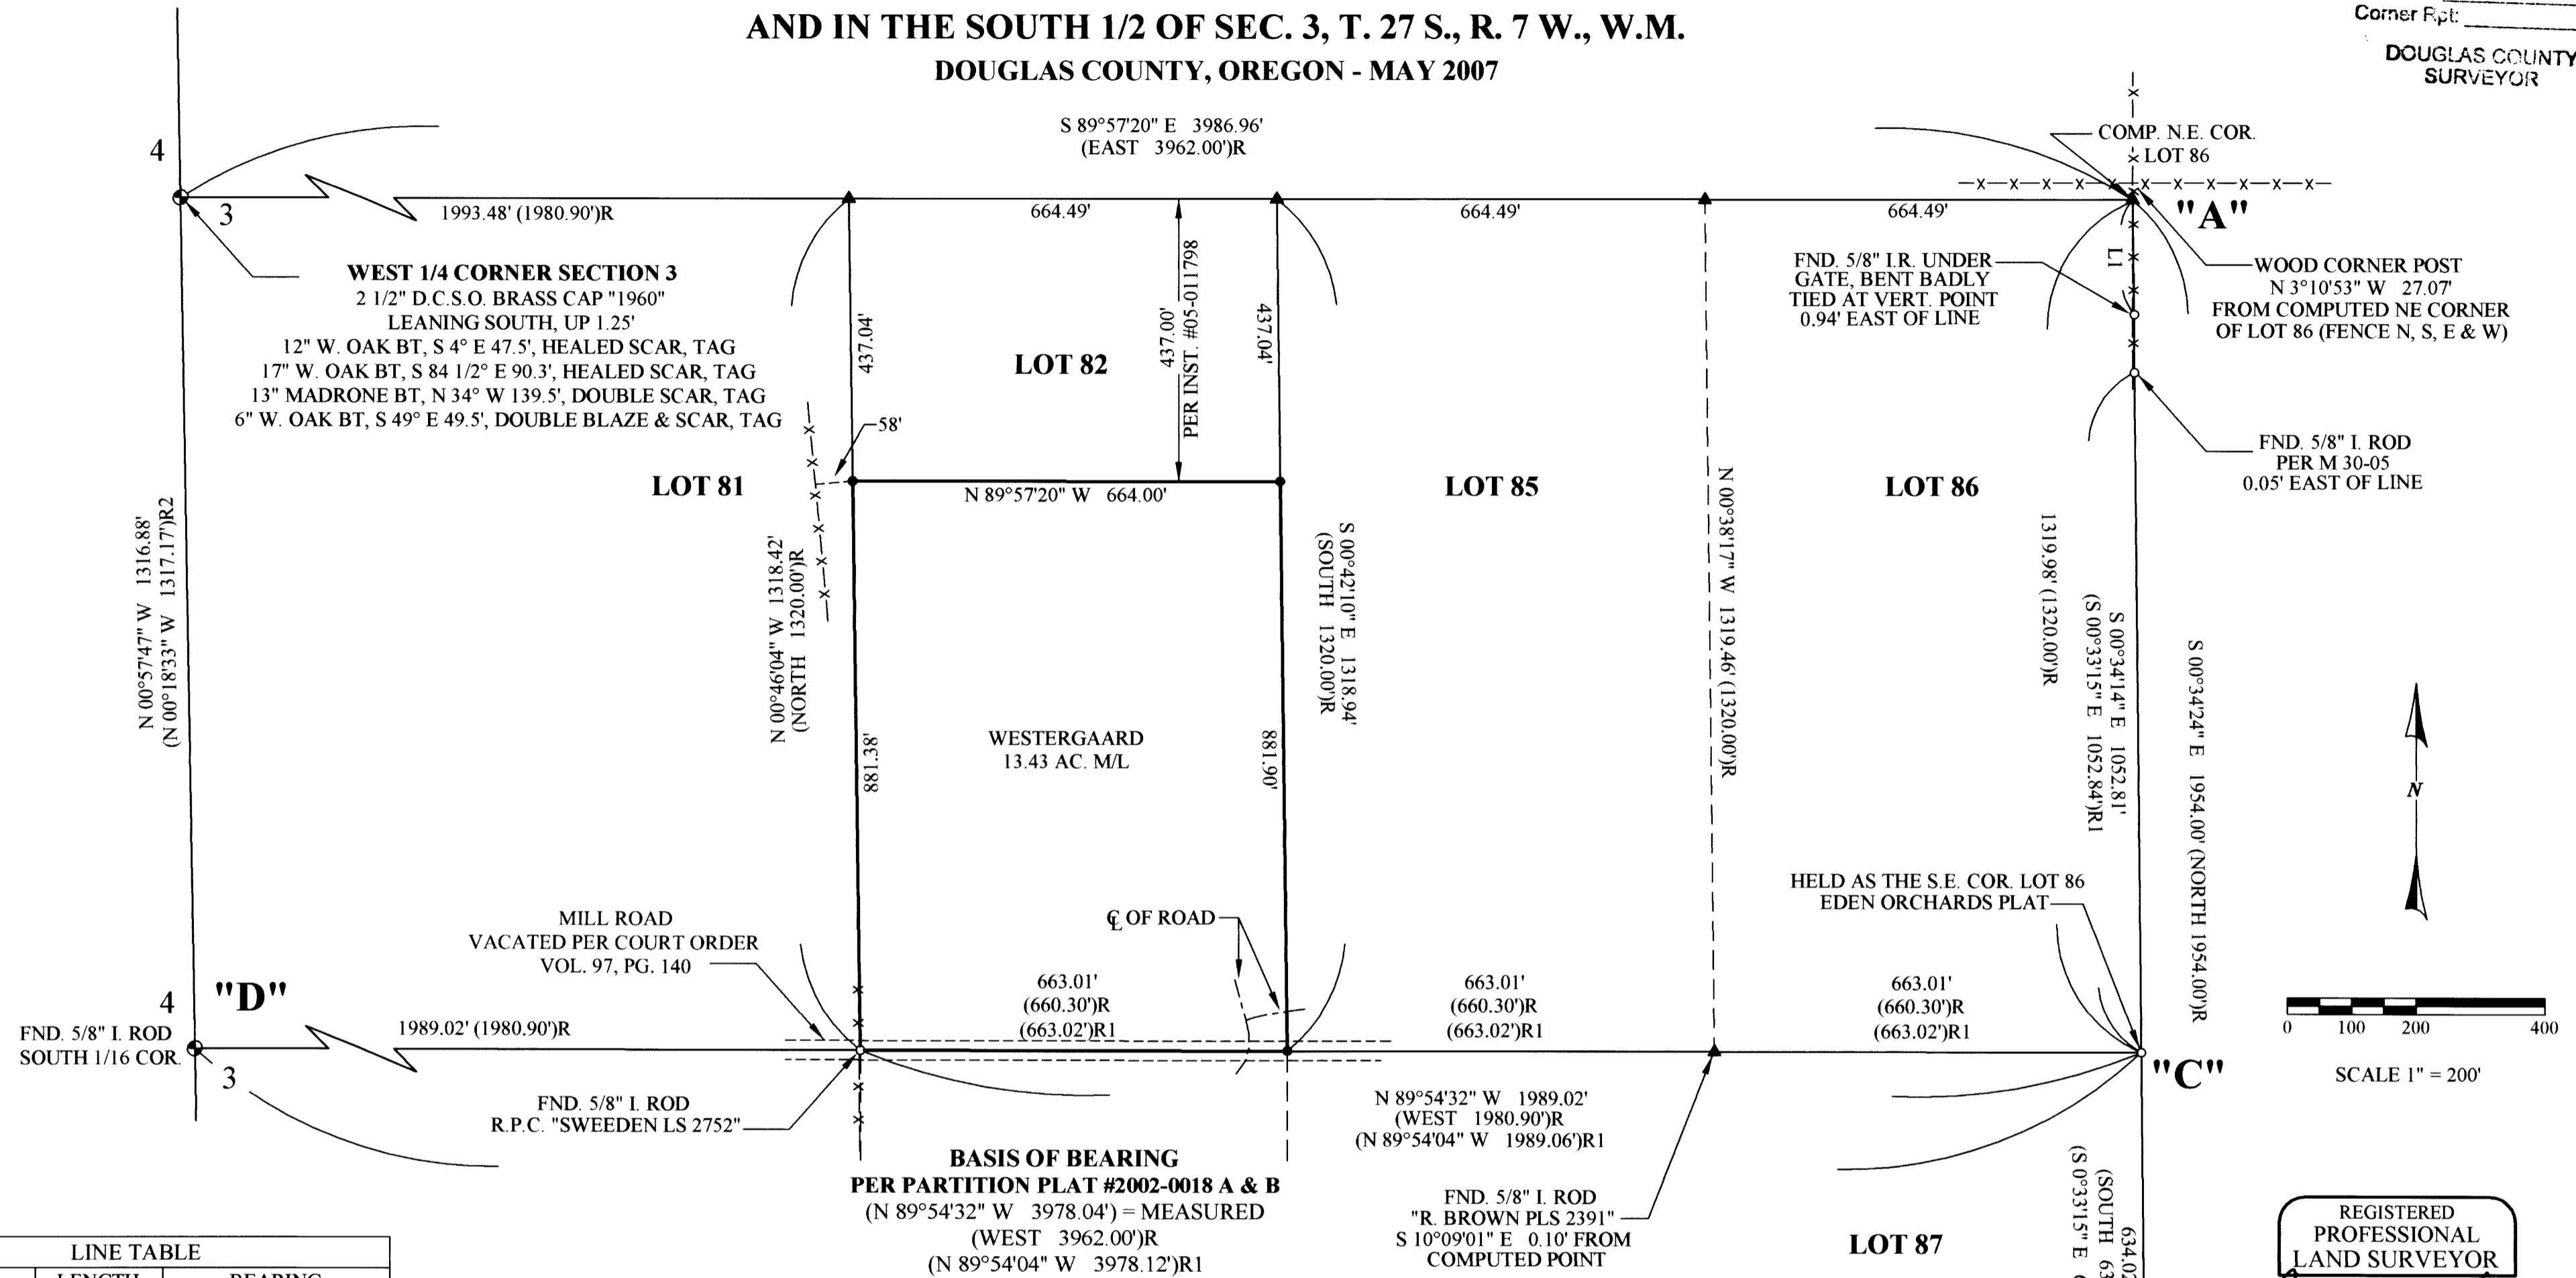 AND IN THE SOUTH 1/2 OF SEC. 3, T. 27 S., R. 7 W., W.M.
DOUGLAS COUNTY, OREGON - MAY 2007
Corner Rpt:
DOUGLAS COUNTY
SURVEYOR
S 89°57'20" E 3986.96'
(EAST 3962.00')R
COMP. N.E. COR.
LOT 86
4
3
1993.48' (1980.90')R
664.49'
664.49'
664.49'
"A"
WEST 1/4 CORNER SECTION 3
2 1/2" D.C.S.O. BRASS CAP "1960"
LEANING SOUTH, UP 1.25'
12" W. OAK BT, S 4° E 47.5', HEALED SCAR, TAG
17" W. OAK BT, S 84 1/2° E 90.3', HEALED SCAR, TAG
13" MADRONE BT, N 34° W 139.5', DOUBLE SCAR, TAG
6" W. OAK BT, S 49° E 49.5', DOUBLE BLAZE & SCAR, TAG
437.04'
LOT 82
437.00'
PER INST. #05-011798
437.04'
FND. 5/8" I.R. UNDER
GATE, BENT BADLY
TIED AT VERT. POINT
0.94' EAST OF LINE
L1
WOOD CORNER POST
N 3°10'53" W 27.07'
FROM COMPUTED NE CORNER
OF LOT 86 (FENCE N, S, E & W)
58'
FND. 5/8" I. ROD
PER M 30-05
0.05' EAST OF LINE
LOT 81
N 89°57'20" W 664.00'
LOT 85
LOT 86
N 00°57'47" W 1316.88'
(N 00°18'33" W 1317.17')R2
N 00°46'04" W 1318.42'
(NORTH 1320.00')R
S 00°42'10" E 1318.94'
(SOUTH 1320.00')R
N 00°38'17" W 1319.46' (1320.00')R
1319.98' (1320.00')R
S 00°34'14" E 1052.81'
(S 00°33'15" E 1052.84')R1
S 00°34'24" E 1954.00' (NORTH 1954.00')R
881.38'
WESTERGAARD
13.43 AC. M/L
881.90'
N
MILL ROAD
VACATED PER COURT ORDER
VOL. 97, PG. 140
℄ OF ROAD
HELD AS THE S.E. COR. LOT 86
EDEN ORCHARDS PLAT
4
"D"
FND. 5/8" I. ROD
SOUTH 1/16 COR.
3
1989.02' (1980.90')R
663.01'
(660.30')R
(663.02')R1
663.01'
(660.30')R
(663.02')R1
663.01'
(660.30')R
(663.02')R1
"C"
0 100 200 400
SCALE 1" = 200'
FND. 5/8" I. ROD
R.P.C. "SWEEDEN LS 2752"
N 89°54'32" W 1989.02'
(WEST 1980.90')R
(N 89°54'04" W 1989.06')R1
BASIS OF BEARING
PER PARTITION PLAT #2002-0018 A & B
(N 89°54'32" W 3978.04') = MEASURED
(WEST 3962.00')R
(N 89°54'04" W 3978.12')R1
FND. 5/8" I. ROD
"R. BROWN PLS 2391"
S 10°09'01" E 0.10' FROM
COMPUTED POINT
LOT 87
634.02
(SOUTH 63
(S 0°33'15" E
REGISTERED
PROFESSIONAL
LAND SURVEYOR
LINE TABLE
LENGTH BEARING